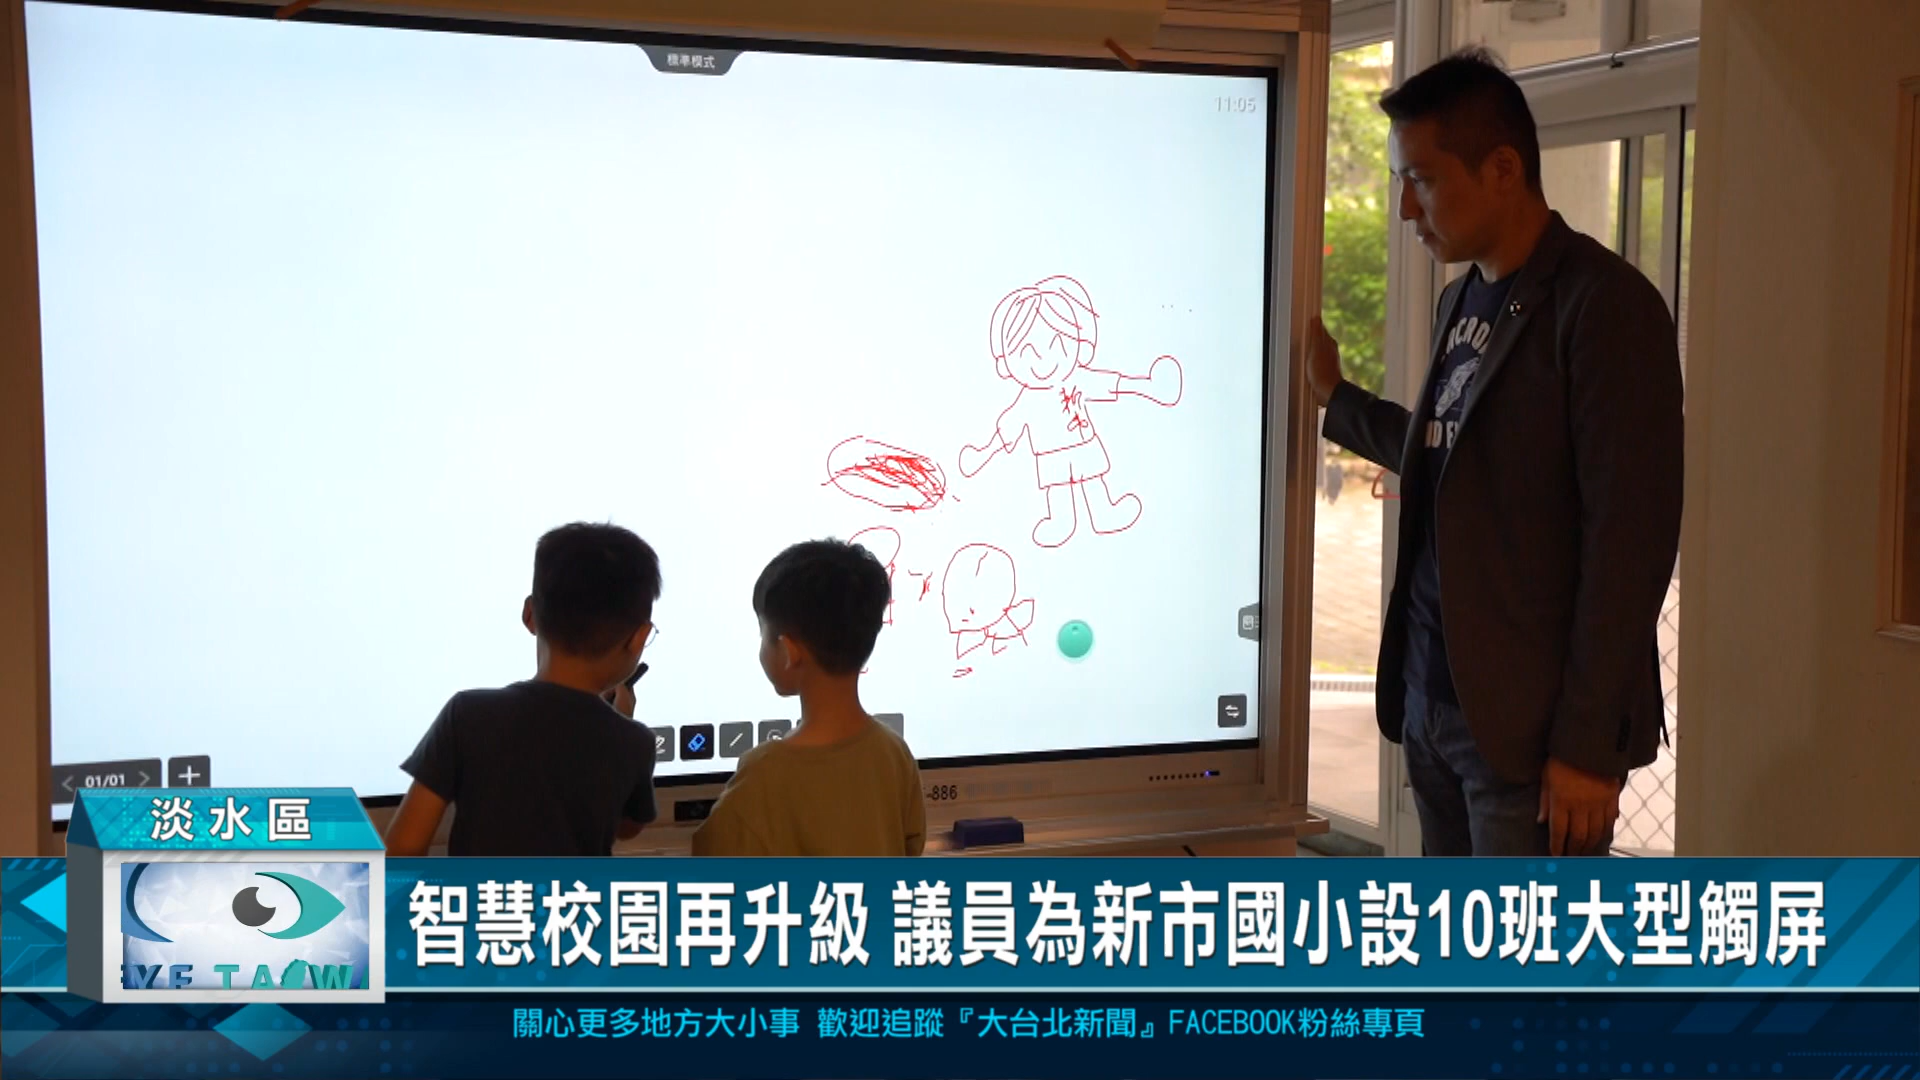 標準模式
11:05
01/01
-886
淡水區
EYE TAIWA
智慧校園再升級 議員為新市國小設10班大型觸屏
關心更多地方大小事 歡迎追蹤『大台北新聞』FACEBOOK粉絲專頁